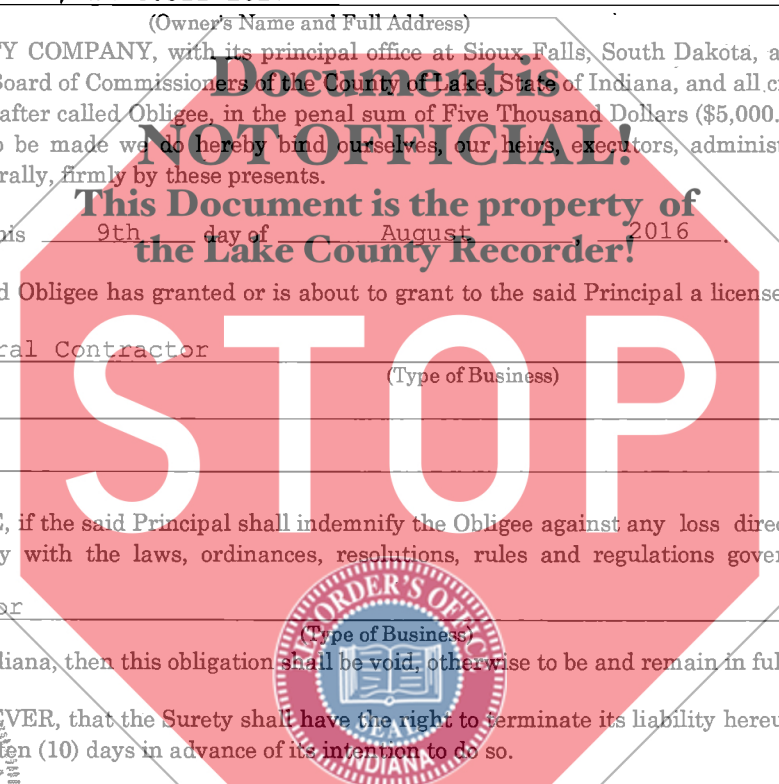 (Owner's Name and Full Address)
TY COMPANY, with its principal office at Sioux Falls, South Dakota, a
Document is
Board of Commissioners of the County of Lake, State of Indiana, and all
after called Obligee, in the penal sum of Five Thousand Dollars ($5,000.
NOT OFFICIAL!
o be made we do hereby bind ourselves, our heirs, executors, adminis
rally, firmly by these presents.
This Document is the property of
his 9th day of August, 2016.
the Lake County Recorder!
d Obligee has granted or is about to grant to the said Principal a license
ral Contractor
(Type of Business)
STOP
E, if the said Principal shall indemnify the Obligee against any loss direc
y with the laws, ordinances, resolutions, rules and regulations gover
or
RECORDER'S OFFICE
(Type of Business)
diana, then this obligation shall be void, otherwise to be and remain in ful
EVER, that the Surety shall have the right to terminate its liability hereu
SEAL
ten (10) days in advance of its intention to do so.
INDIANA